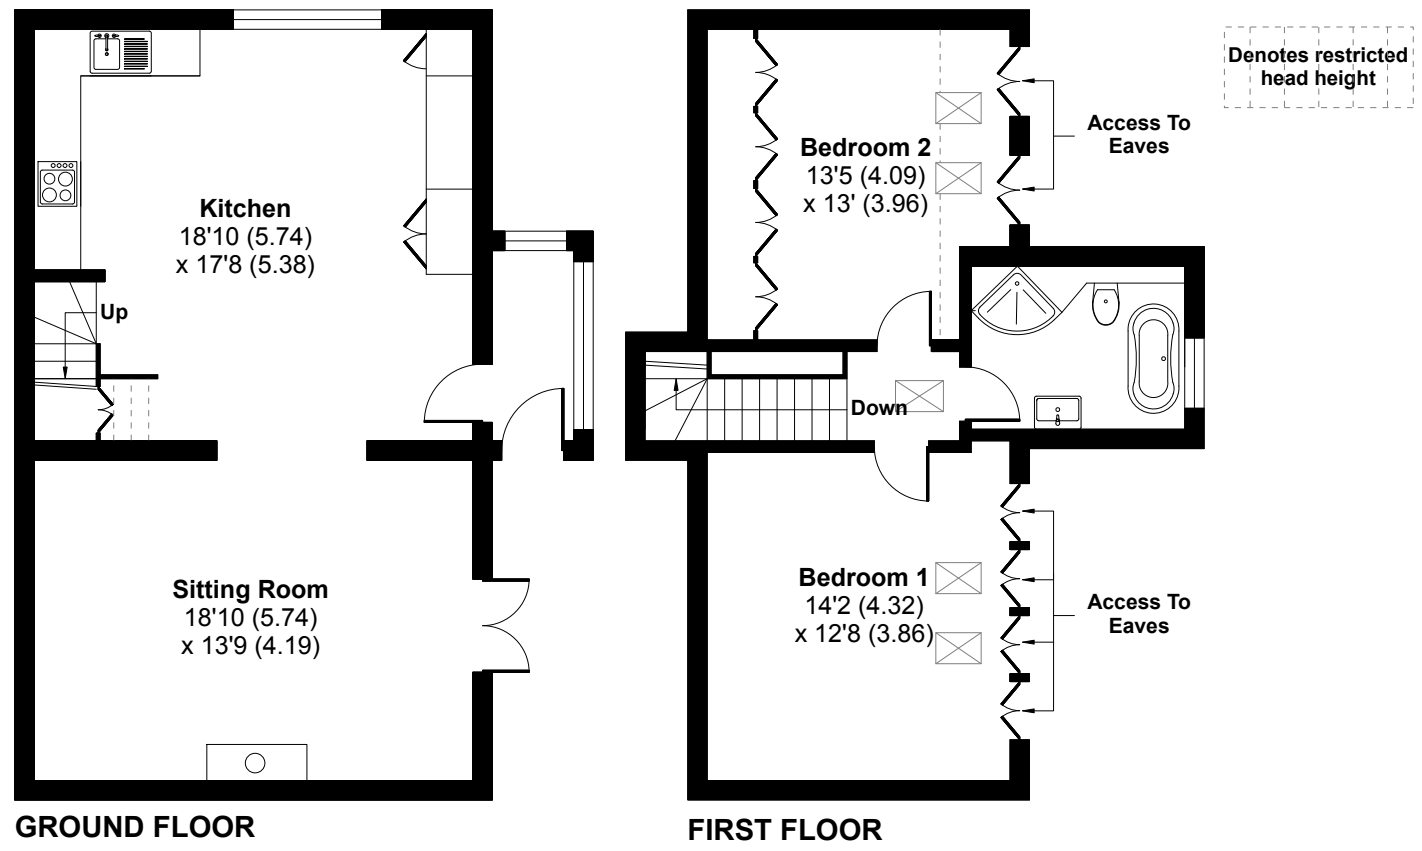 Denotes restricted
head height
Access To
Eaves
Bedroom 2
13'5 (4.09)
x 13' (3.96)
Kitchen
18'10 (5.74)
x 17'8 (5.38)
Up
Down
Sitting Room
18'10 (5.74)
x 13'9 (4.19)
Bedroom 1
14'2 (4.32)
x 12'8 (3.86)
Access To
Eaves
GROUND FLOOR
FIRST FLOOR